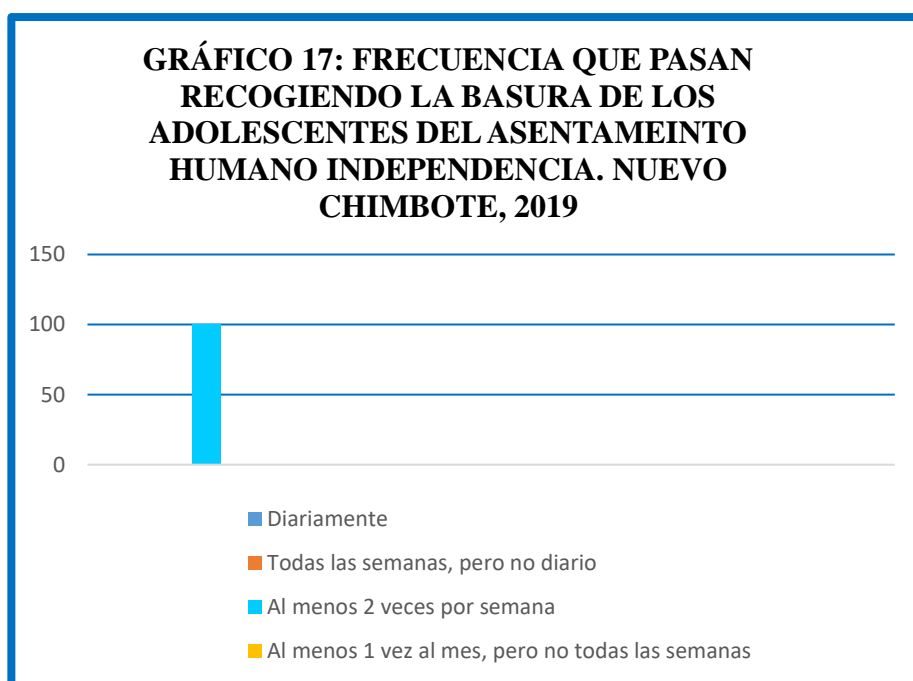 GRÁFICO 17: FRECUENCIA QUE PASAN
RECOGIENDO LA BASURA DE LOS
ADOLESCENTES DEL ASENTAMEINTO
HUMANO INDEPENDENCIA. NUEVO
CHIMBOTE, 2019
150
100
50
0
Diariamente
Todas las semanas, pero no diario
Al menos 2 veces por semana
Al menos 1 vez al mes, pero no todas las semanas